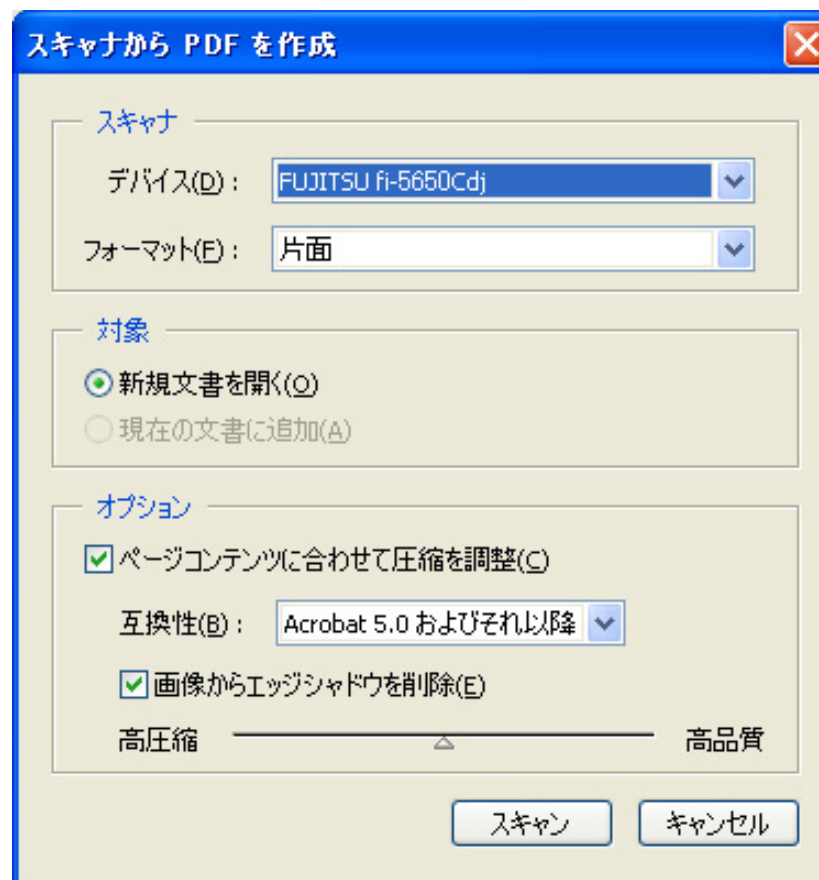 スキャナから PDF を作成
スキャナ
デバイス(D)： FUJITSU fi-5650Cdj
フォーマット(F)： 片面
対象
新規文書を開く(O)
現在の文書に追加(A)
オプション
ページコンテンツに合わせて圧縮を調整(C)
互換性(B)： Acrobat 5.0 およびそれ以降
画像からエッジシャドウを削除(E)
高圧縮 高品質
スキャン キャンセル